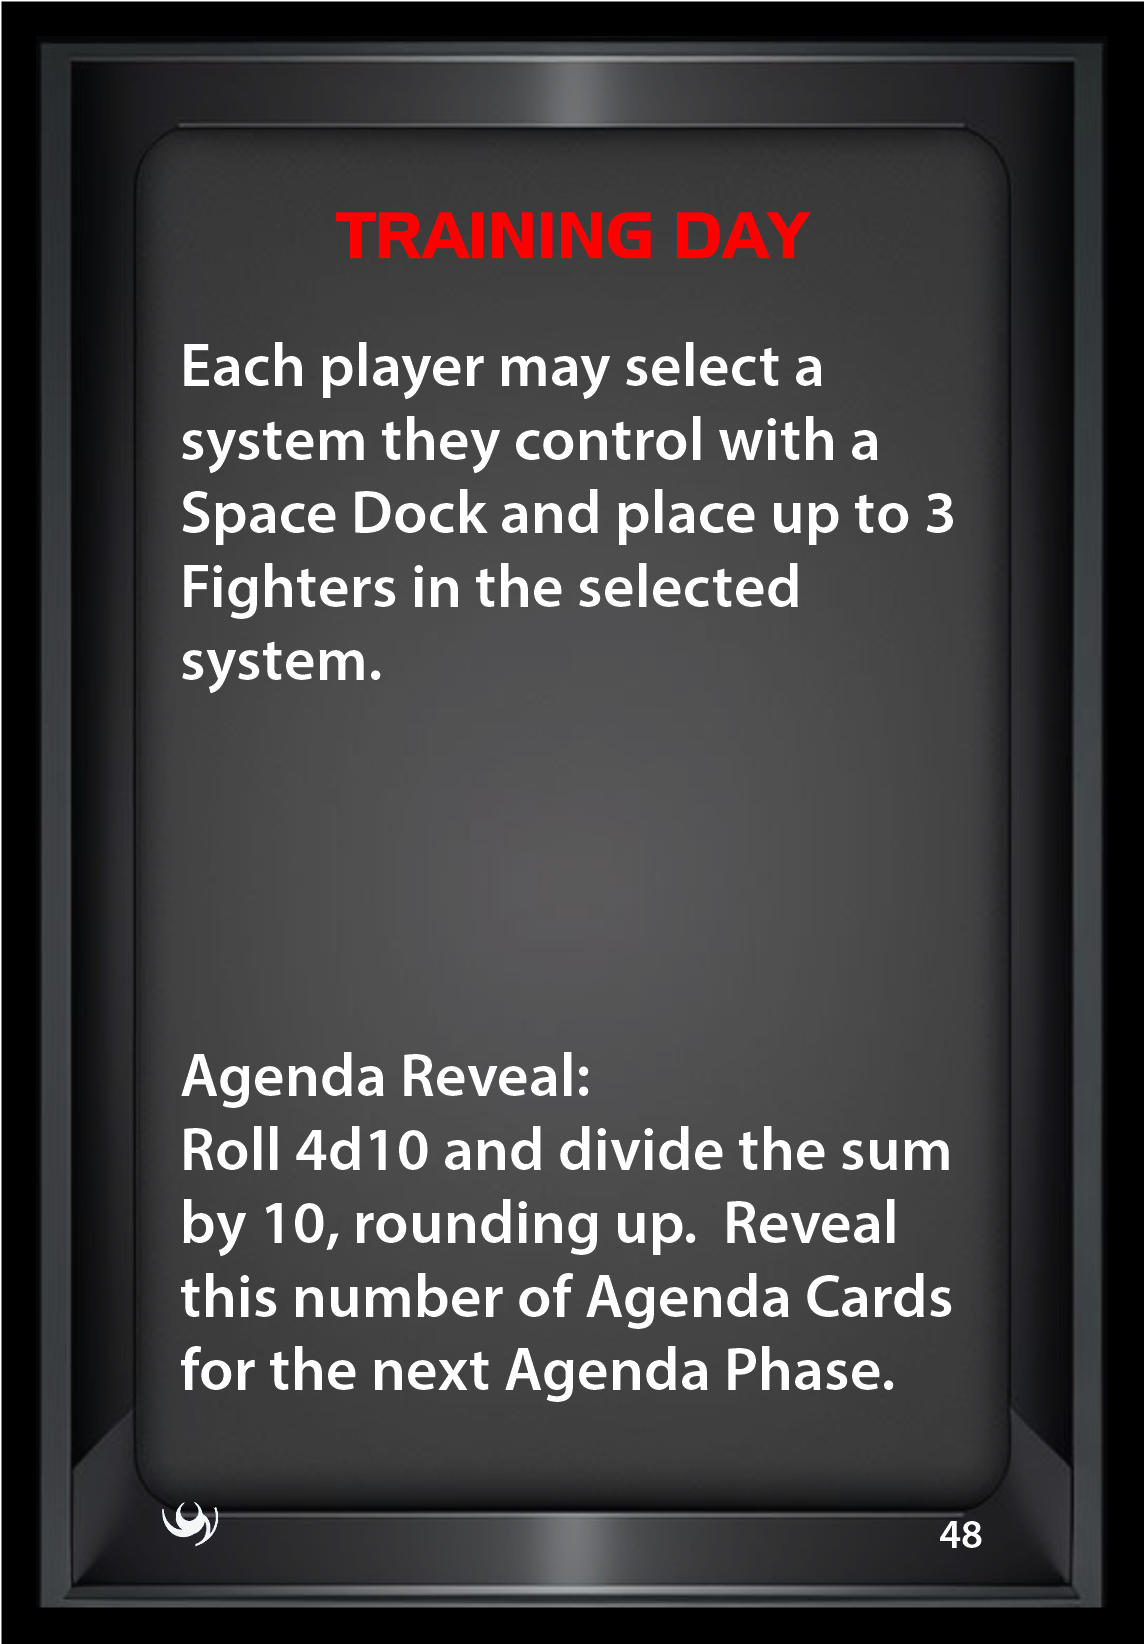 TRAINING DAY
Each player may select a
system they control with a
Space Dock and place up to 3
Fighters in the selected
system.
Agenda Reveal:
Roll 4d10 and divide the sum
by 10, rounding up.  Reveal
this number of Agenda Cards
for the next Agenda Phase.
48